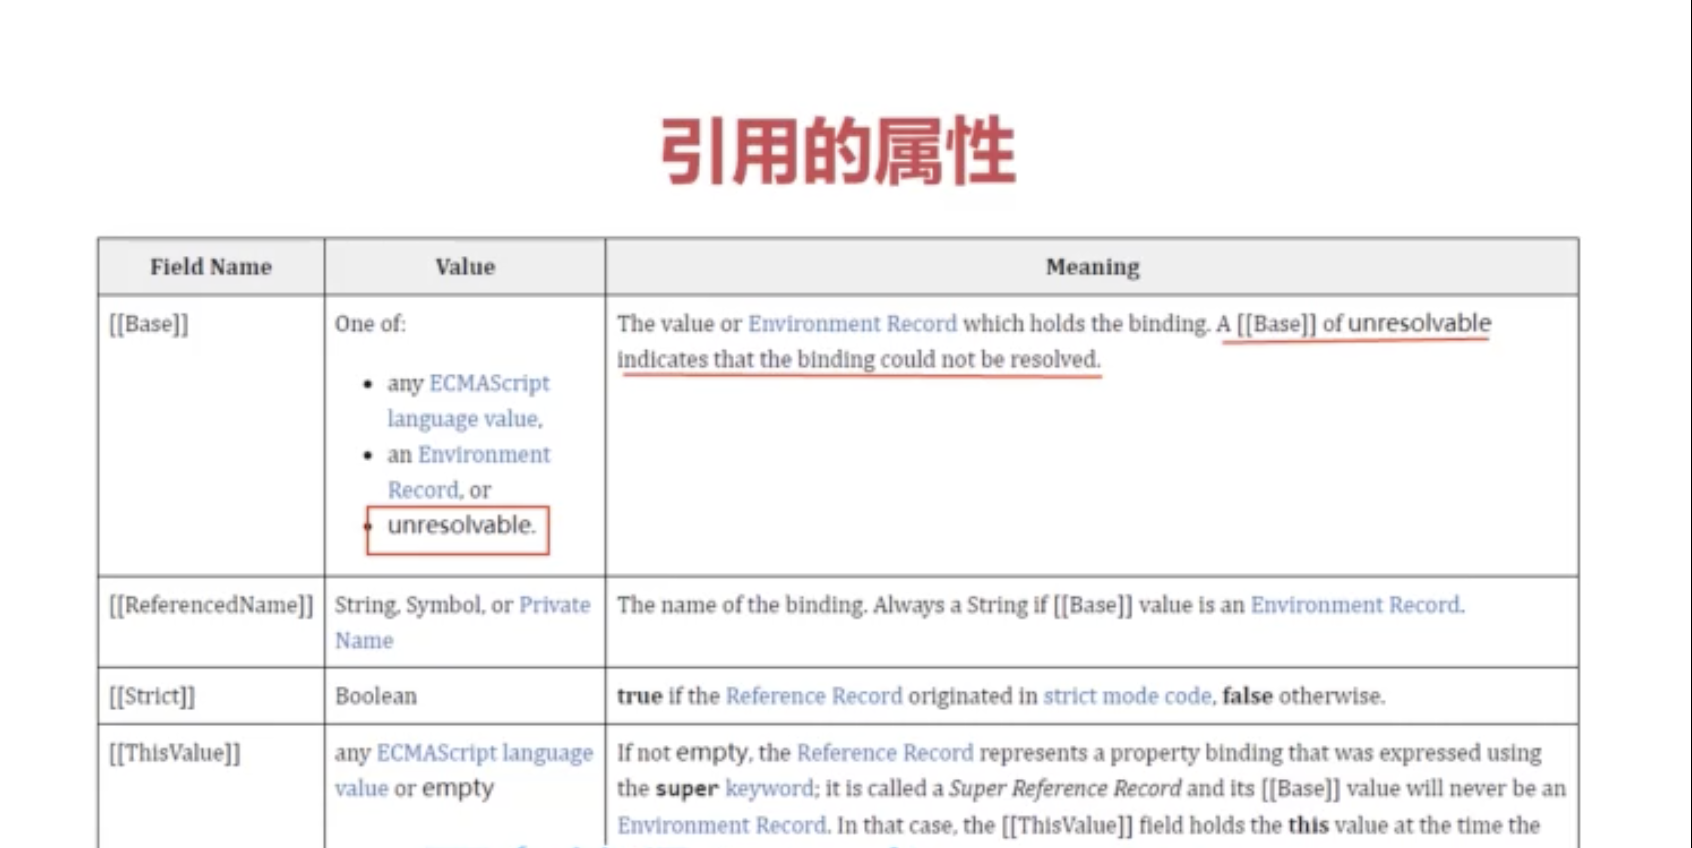 引用的属性
Field Name Value Meaning
[[Base]] One of: The value or Environment Record which holds the binding. A [[Base]] of unresolvable
indicates that the binding could not be resolved.
• any ECMAScript
language value,
• an Environment
Record, or
• unresolvable.
[[ReferencedName]] String, Symbol, or Private The name of the binding. Always a String if [[Base]] value is an Environment Record.
Name
[[Strict]] Boolean true if the Reference Record originated in strict mode code, false otherwise.
[[ThisValue]] any ECMAScript language If not empty, the Reference Record represents a property binding that was expressed using
value or empty the super keyword; it is called a Super Reference Record and its [[Base]] value will never be an
Environment Record. In that case, the [[ThisValue]] field holds the this value at the time the